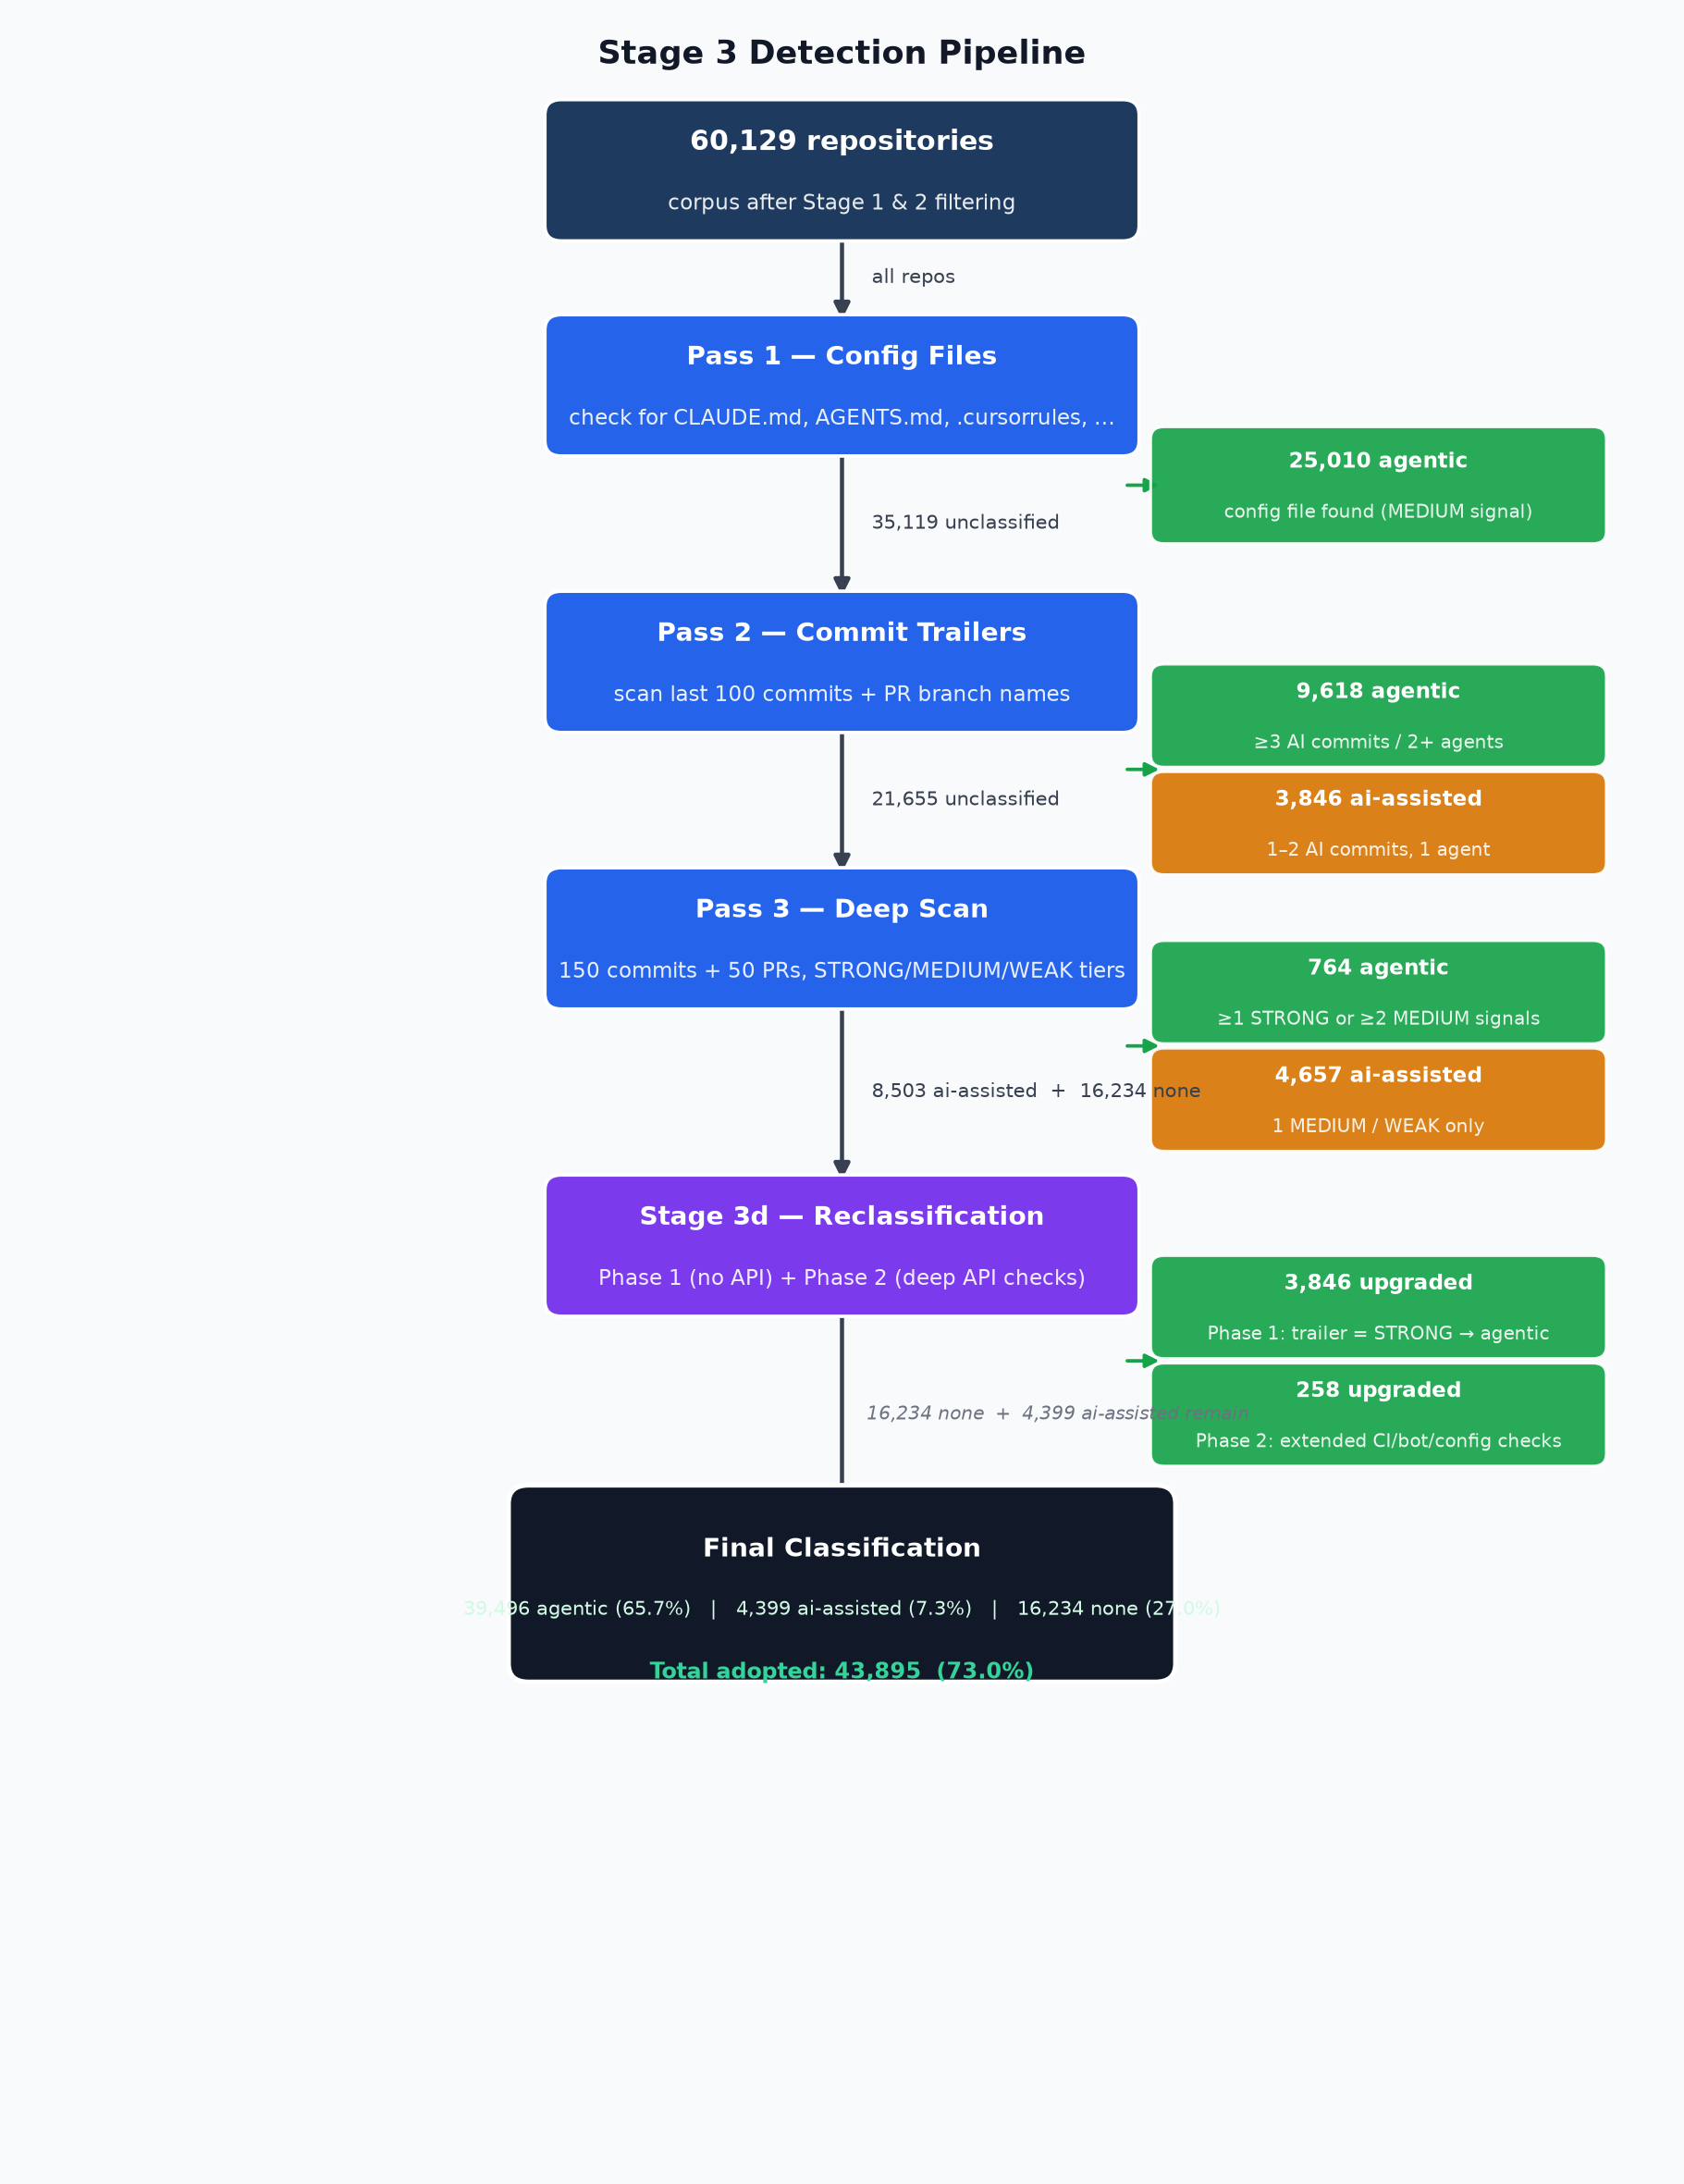 Stage 3 Detection Pipeline
60,129 repositories
corpus after Stage 1 & 2 filtering
all repos
Pass 1 — Config Files
check for CLAUDE.md, AGENTS.md, .cursorrules, …
25,010 agentic
config file found (MEDIUM signal)
35,119 unclassified
Pass 2 — Commit Trailers
scan last 100 commits + PR branch names
9,618 agentic
≥3 AI commits / 2+ agents
3,846 ai-assisted
1–2 AI commits, 1 agent
21,655 unclassified
Pass 3 — Deep Scan
150 commits + 50 PRs, STRONG/MEDIUM/WEAK tiers
764 agentic
≥1 STRONG or ≥2 MEDIUM signals
4,657 ai-assisted
1 MEDIUM / WEAK only
8,503 ai-assisted + 16,234 none
Stage 3d — Reclassification
Phase 1 (no API) + Phase 2 (deep API checks)
3,846 upgraded
Phase 1: trailer = STRONG → agentic
258 upgraded
Phase 2: extended CI/bot/config checks
16,234 none + 4,399 ai-assisted remain
Final Classification
39,496 agentic (65.7%) | 4,399 ai-assisted (7.3%) | 16,234 none (27.0%)
Total adopted: 43,895 (73.0%)